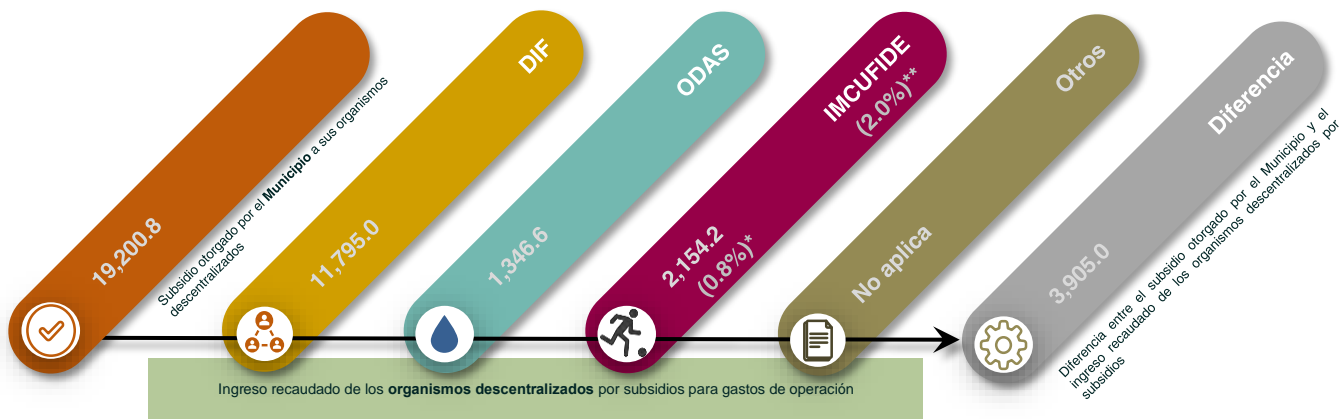 19,200.8
Subsidio otorgado por el Municipio a sus organismos
descentralizados
DIF
11,795.0
ODAS
1,346.6
IMCUFIDE
(2.0%)**
2,154.2
(0.8%)*
Otros
No aplica
Diferencia
3,905.0
Diferencia entre el subsidio otorgado por el Municipio y el
ingreso recaudado de los organismos descentralizados por
subsidios
Ingreso recaudado de los organismos descentralizados por subsidios para gastos de operación